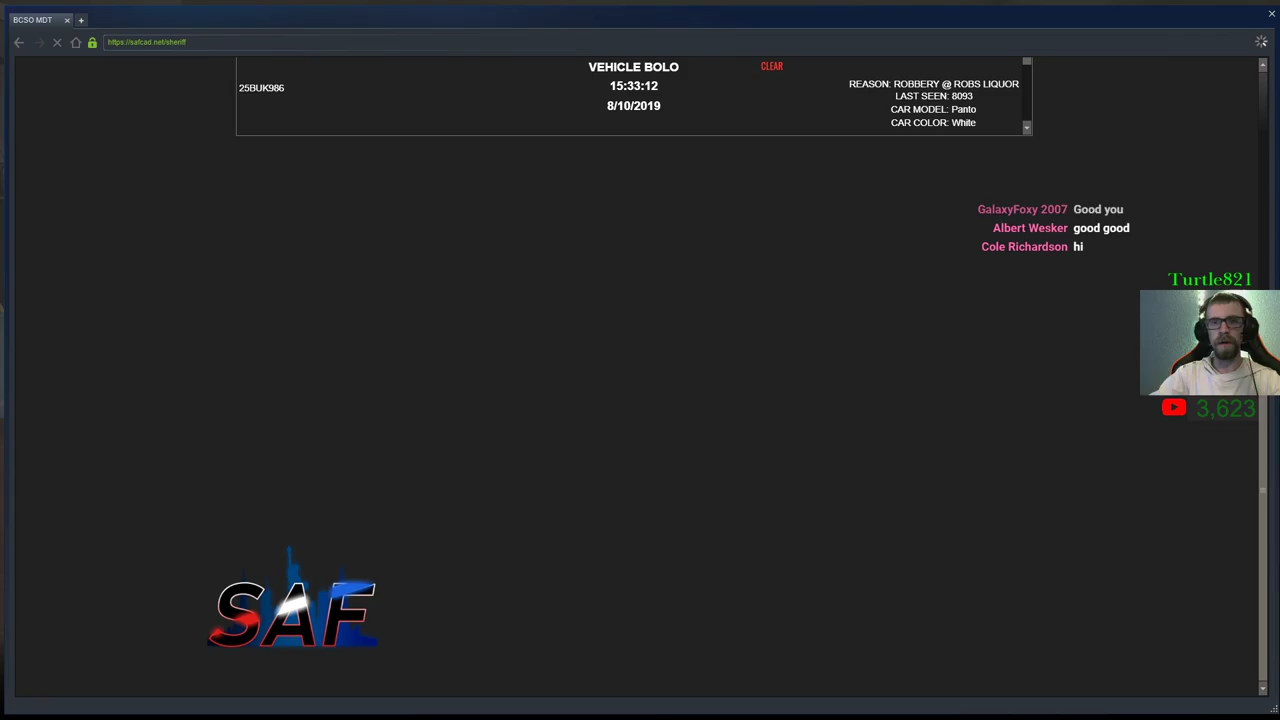 BCSO MDT
https://safcad.net/sheriff
VEHICLE BOLO
CLEAR
25BUK986
15:33:12
8/10/2019
REASON: ROBBERY @ ROBS LIQUOR
LAST SEEN: 8093
CAR MODEL: Panto
CAR COLOR: White
GalaxyFoxy 2007 Good you
Albert Wesker good good
Cole Richardson hi
Turtle821
3,623
SAF